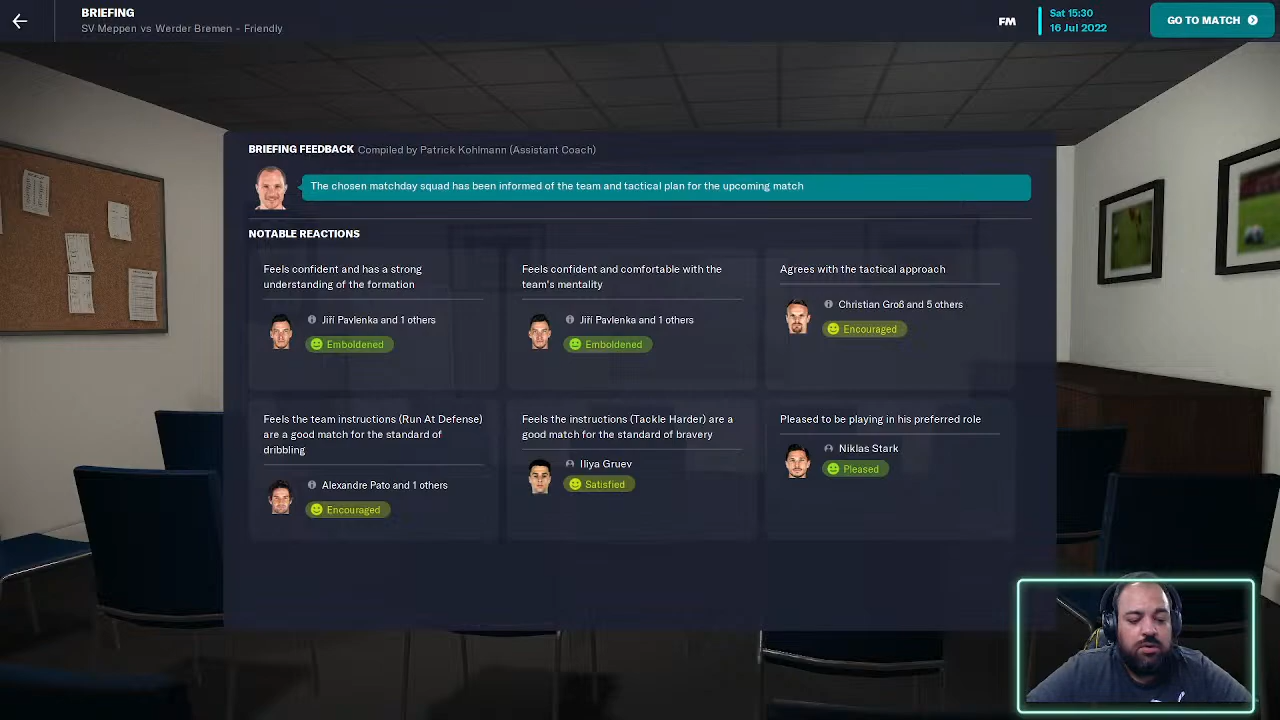 BRIEFING
SV Meppen vs Werder Bremen - Friendly
FM
Sat 15:30
16 Jul 2022
GO TO MATCH
BRIEFING FEEDBACK Compiled by Patrick Kohlmann (Assistant Coach)
The chosen matchday squad has been informed of the team and tactical plan for the upcoming match
NOTABLE REACTIONS
Feels confident and has a strong
understanding of the formation
Jiří Pavlenka and 1 others
Emboldened
Feels confident and comfortable with the
team's mentality
Jiří Pavlenka and 1 others
Emboldened
Agrees with the tactical approach
Christian Groß and 5 others
Encouraged
Feels the team instructions (Run At Defense)
are a good match for the standard of
dribbling
Alexandre Pato and 1 others
Encouraged
Feels the instructions (Tackle Harder) are a
good match for the standard of bravery
Iliya Gruev
Satisfied
Pleased to be playing in his preferred role
Niklas Stark
Pleased